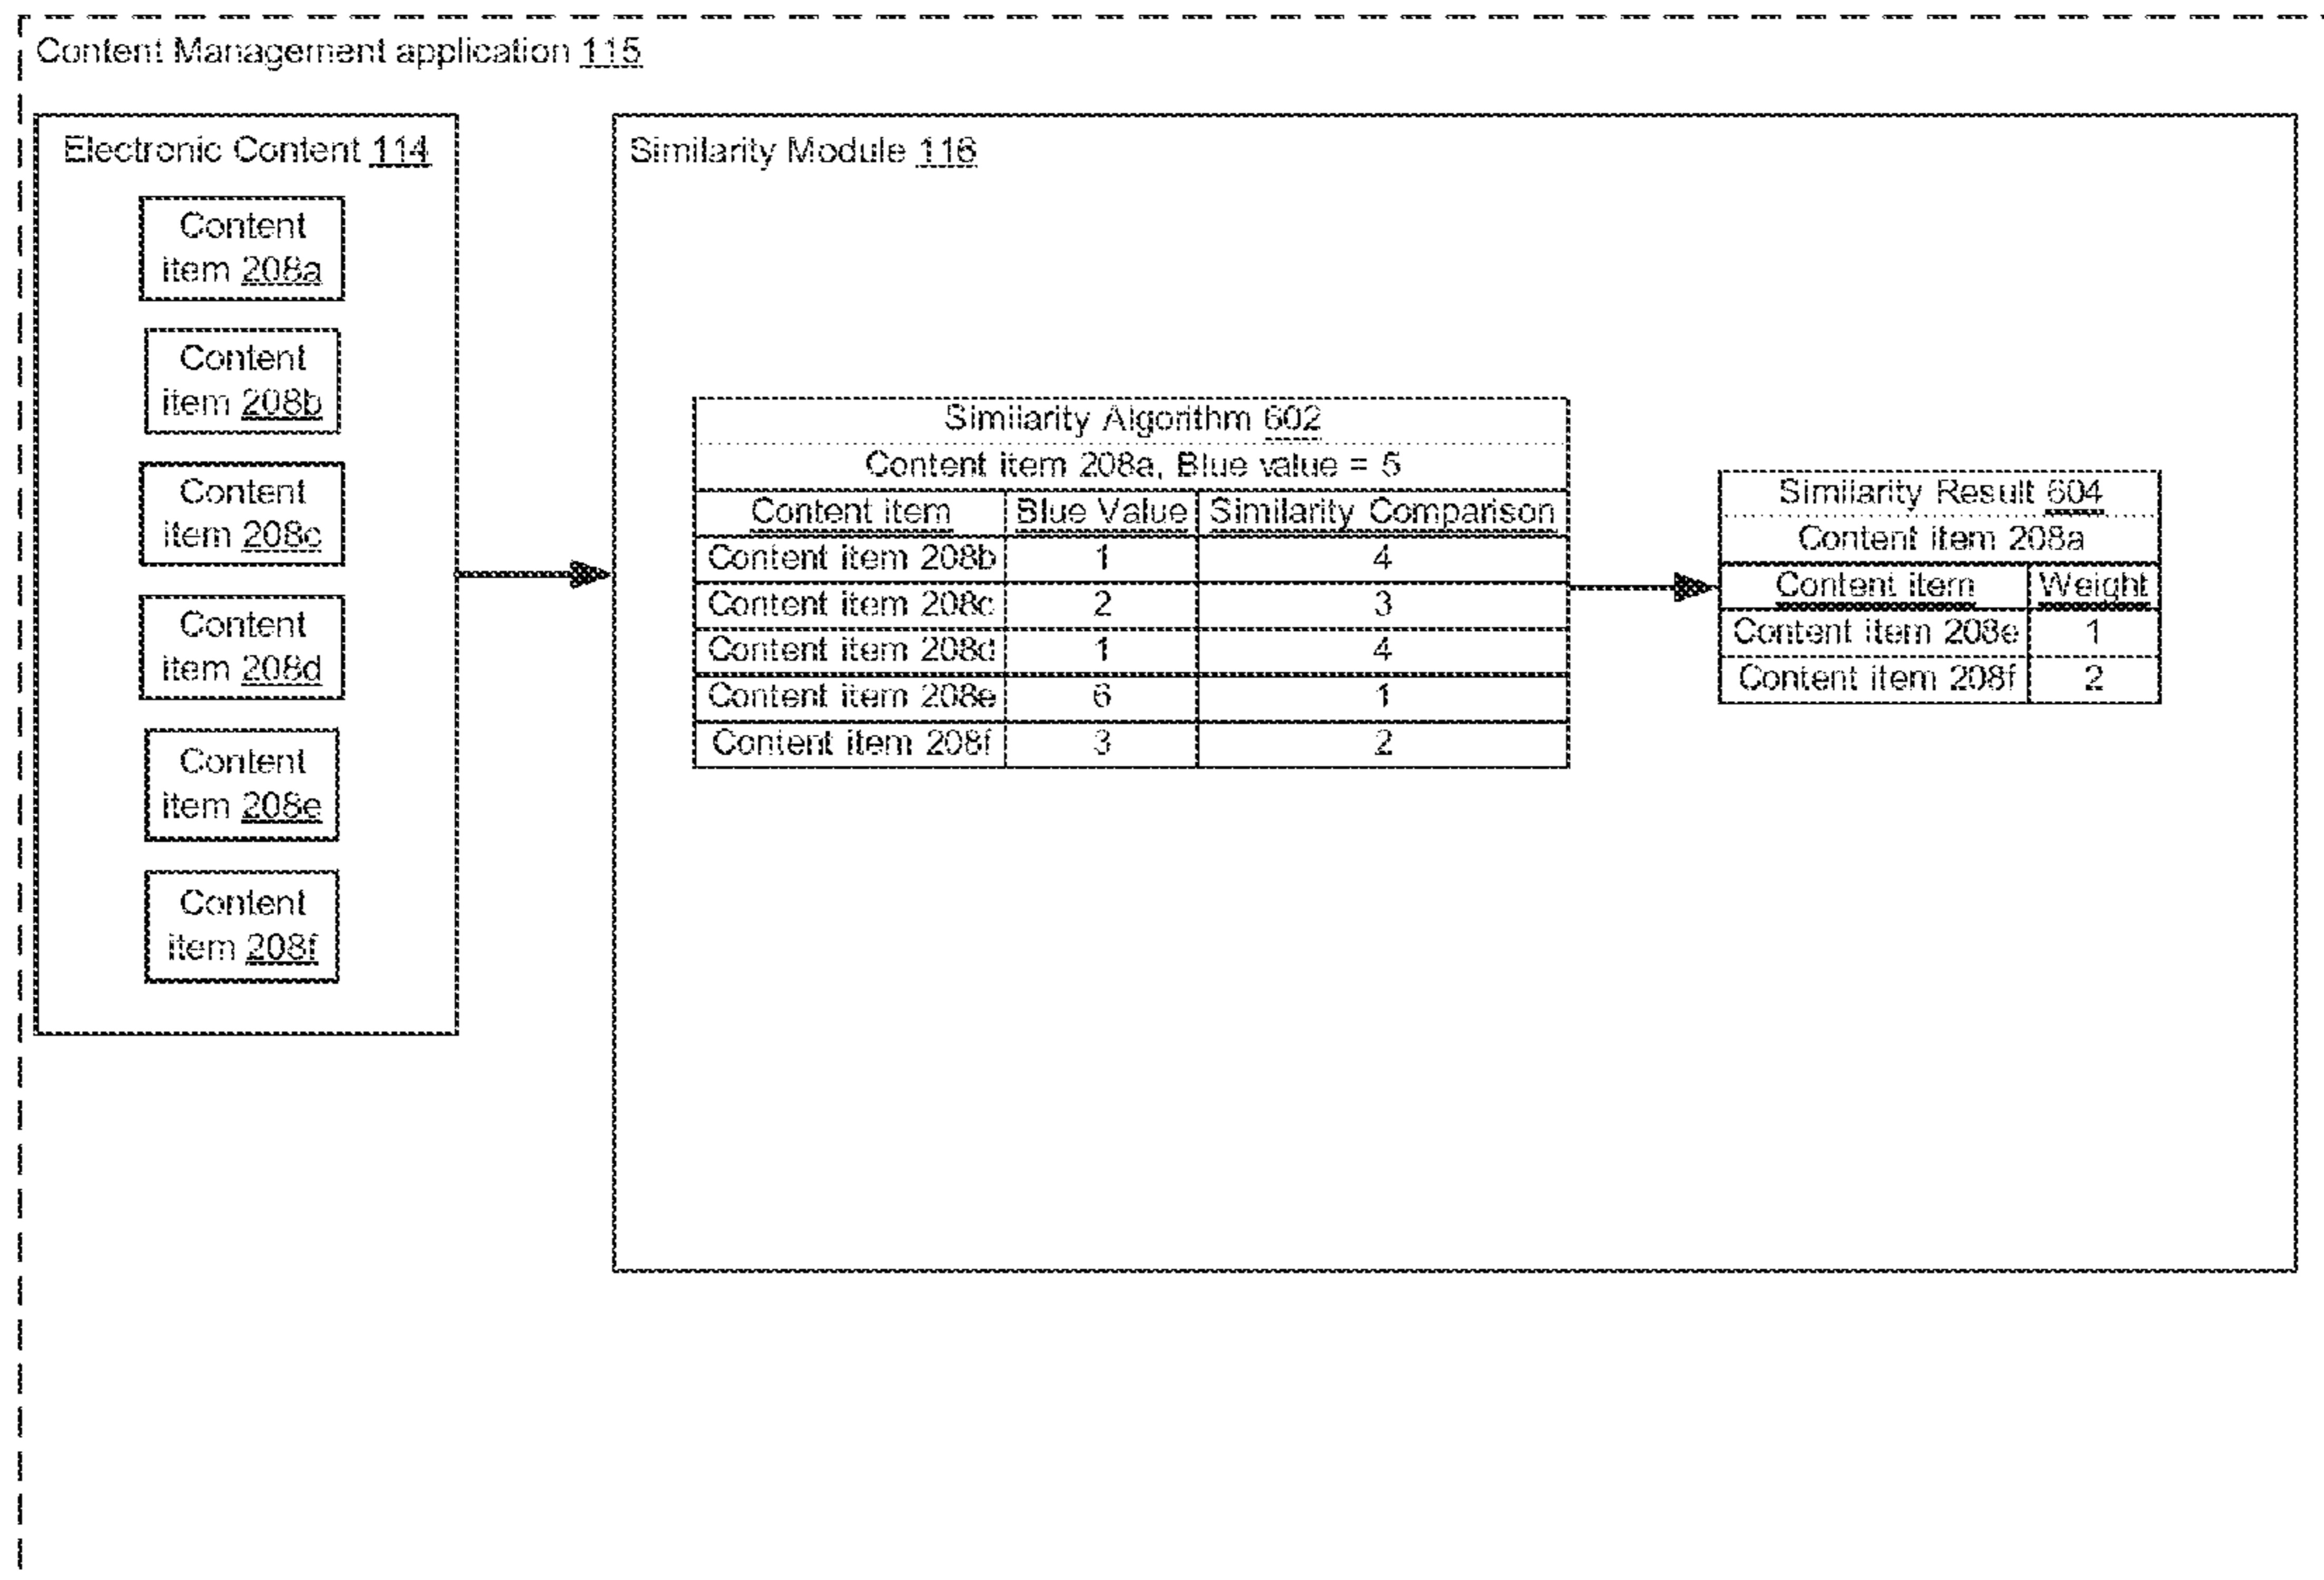 Content Management application 115
Electronic Content 114
Content
item 208a
Content
item 208b
Content
item 208c
Content
item 208d
Content
item 208e
Content
item 208f
Similarity Module 116
Similarity Algorithm 602
Content item 208a, Blue value = 5
Content item Blue Value Similarity Comparison
Content item 208b 1 4
Content item 208c 2 3
Content item 208d 1 4
Content item 208e 6 1
Content item 208f 3 2
Similarity Result 604
Content item 208a
Content item Weight
Content item 208e 1
Content item 208f 2